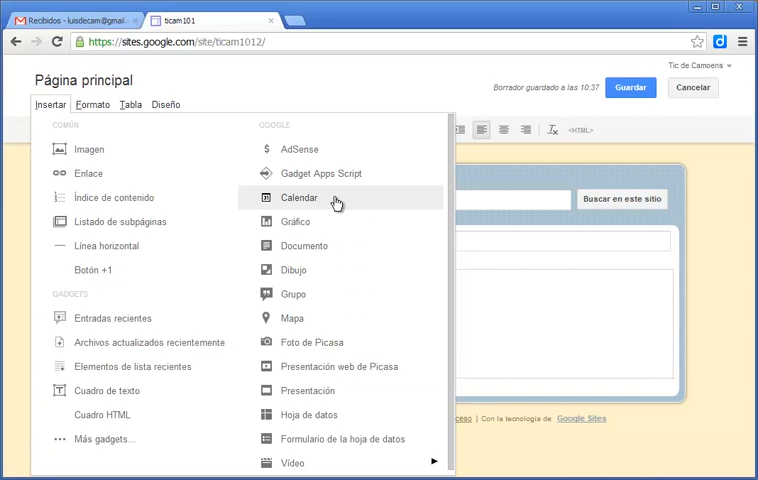 Recibidos - luisdecam@gmail.
ticam101
https://sites.google.com/site/ticam1012/
Página principal
Tic de Camoens
Borrador guardado a las 10:37
Guardar
Cancelar
Insertar Formato Tabla Diseño
<HTML>
COMÚN
Imagen
Enlace
Índice de contenido
Listado de subpáginas
Línea horizontal
Botón +1
GADGETS
Entradas recientes
Archivos actualizados recientemente
Elementos de lista recientes
Cuadro de texto
Cuadro HTML
Más gadgets...
GOOGLE
AdSense
Gadget Apps Script
Calendar
Gráfico
Documento
Dibujo
Grupo
Mapa
Foto de Picasa
Presentación web de Picasa
Presentación
Hoja de datos
Formulario de la hoja de datos
Vídeo
Buscar en este sitio
ceso | Con la tecnología de Google Sites